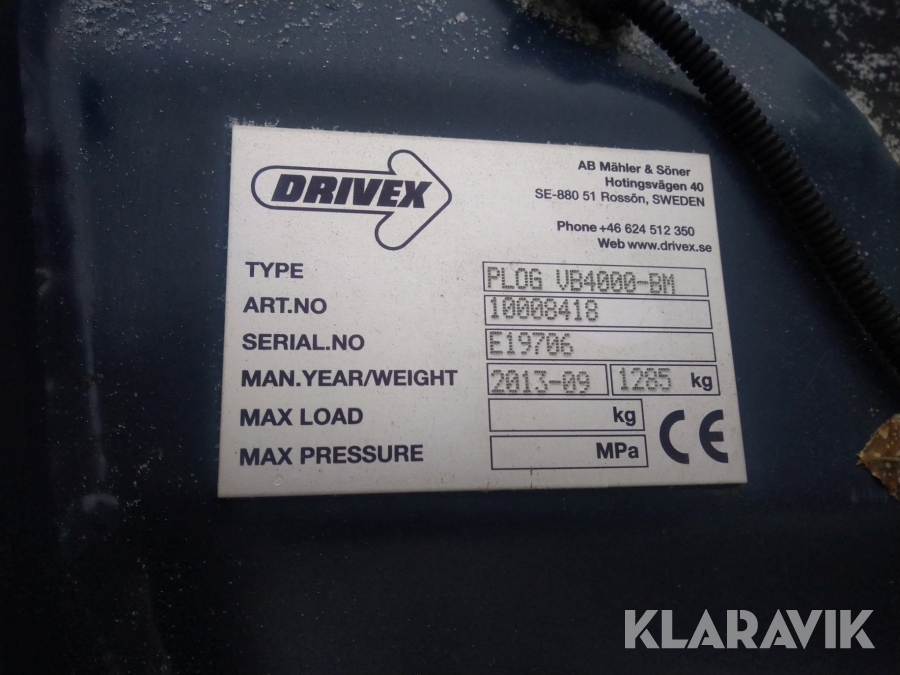 DRIVEX
AB Mähler & Söner
Hotingsvägen 40
SE-880 51 Rossön, SWEDEN
Phone +46 624 512 350
Web www.drivex.se
TYPE PLOG VB4000-BM
ART.NO 10008418
SERIAL.NO E19706
MAN.YEAR/WEIGHT 2013-09 1285 kg
MAX LOAD kg
MAX PRESSURE MPa
CE
KLARAVIK